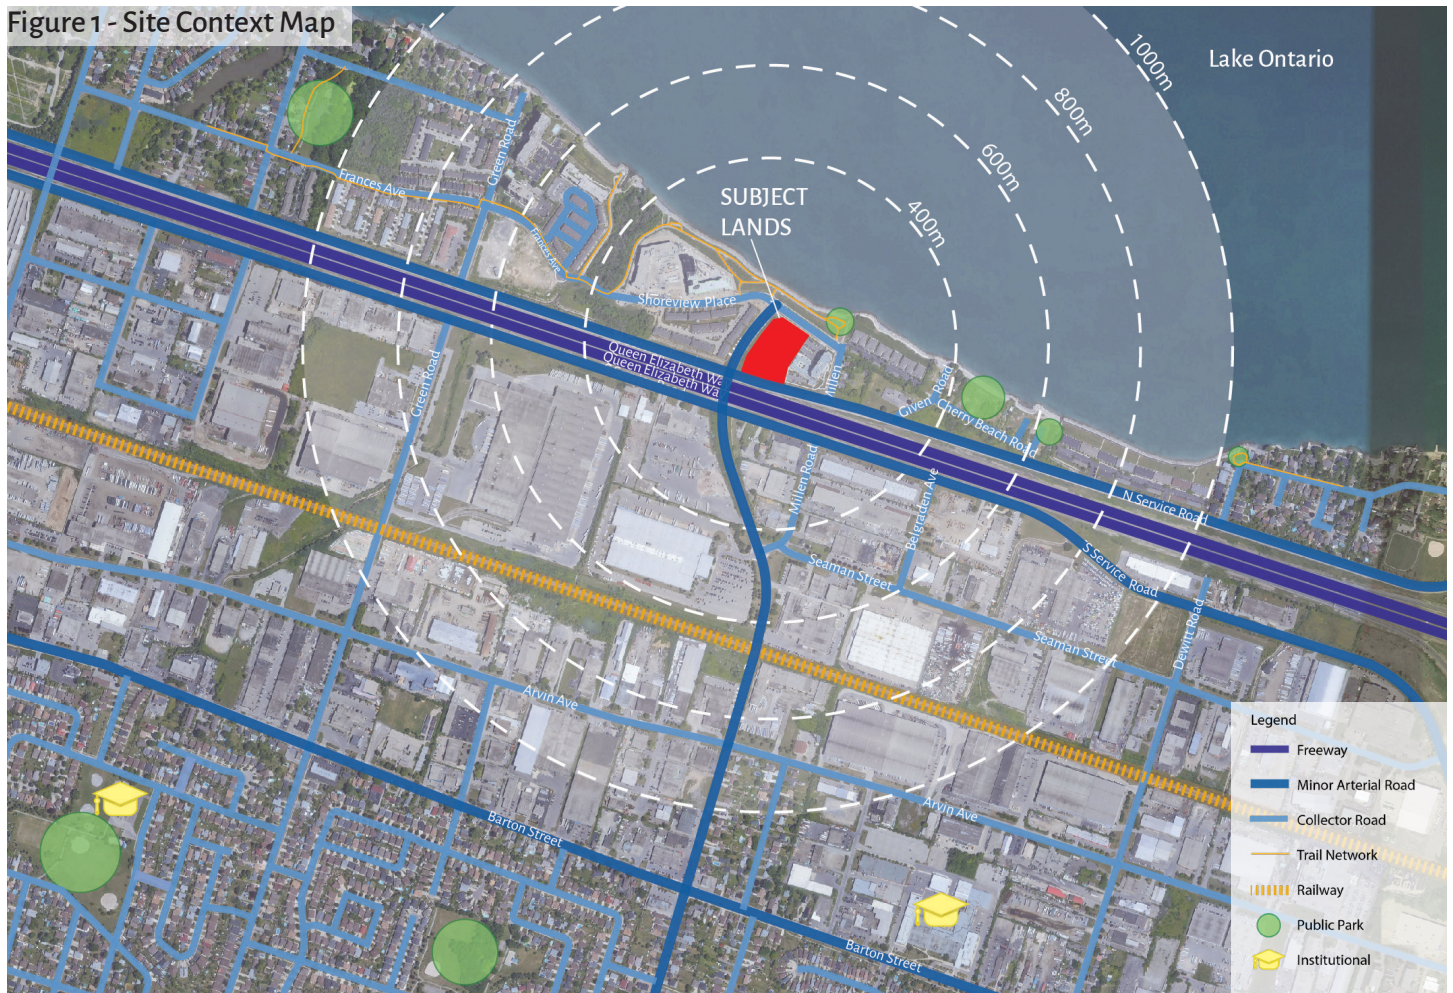 Figure 1 - Site Context Map
Lake Ontario
1000m
800m
600m
400m
SUBJECT
LANDS
Green Road
Frances Ave
Frances Ave
Shoreview Place
Queen Elizabeth Wa
Queen Elizabeth Wa
Millen
Given Road
Cherry Beach Road
Green Road
Millen Road
Belgraden Ave
N Service Road
S Service Road
Seaman Street
Seaman Street
Dewitt Road
Arvin Ave
Arvin Ave
Barton Street
Barton Street
Legend
Freeway
Minor Arterial Road
Collector Road
Trail Network
Railway
Public Park
Institutional